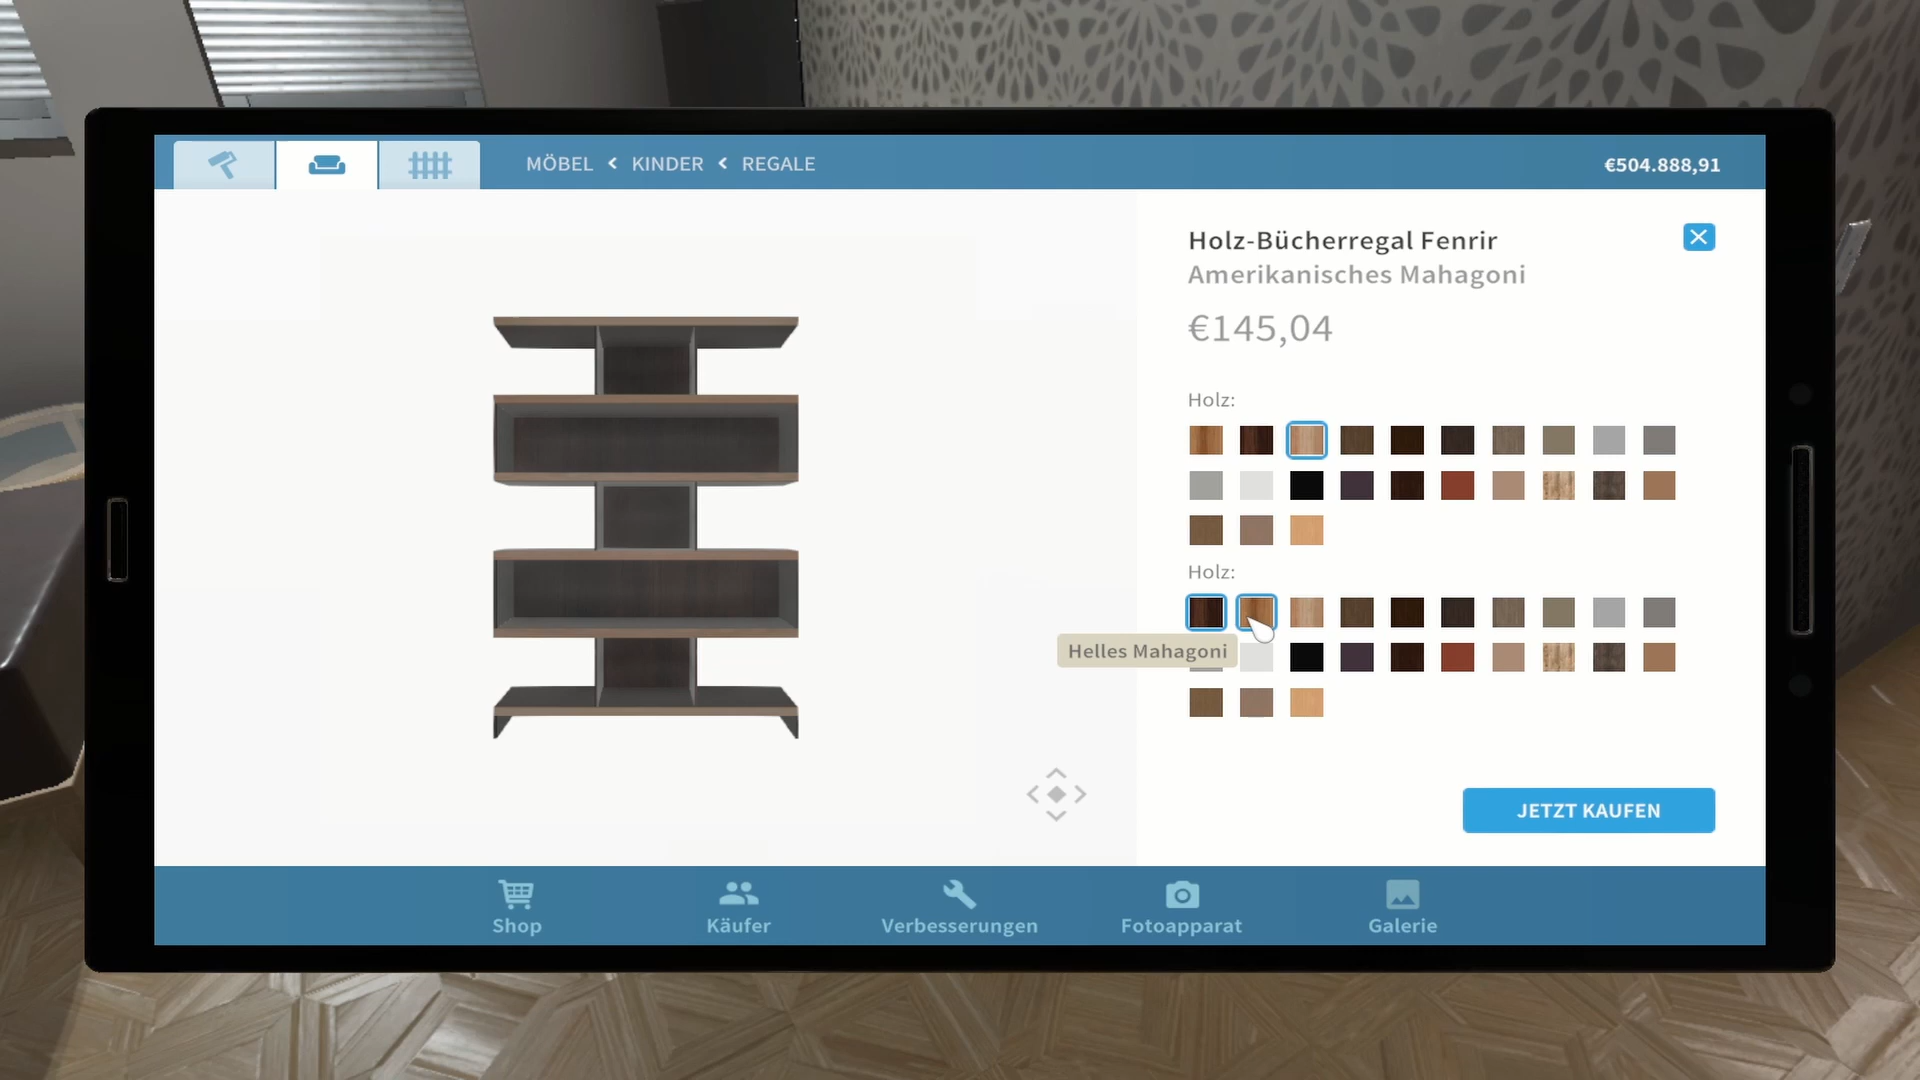 MÖBEL < KINDER < REGALE
€504.888,91
Holz-Bücherregal Fenrir
Amerikanisches Mahagoni
€145,04
Holz:
Holz:
Helles Mahagoni
JETZT KAUFEN
Shop
Käufer
Verbesserungen
Fotoapparat
Galerie